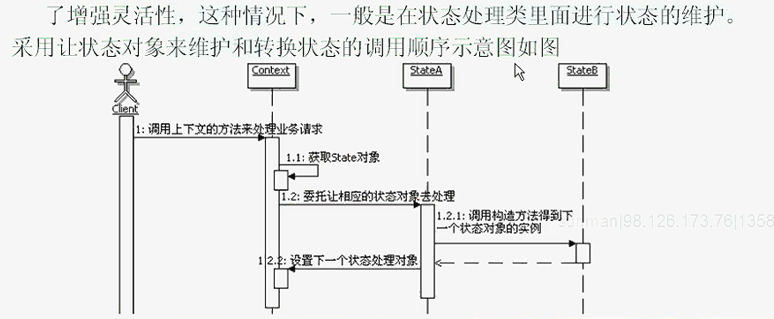 了增强灵活性，这种情况下，一般是在状态处理类里面进行状态的维护。
采用让状态对象来维护和转换状态的调用顺序示意图如图
Client
Context
StateA
StateB
1: 调用上下文的方法来处理业务请求
1.1: 获取State对象
1.2: 委托让相应的状态对象去处理
1.2.1: 调用构造方法得到下
一个状态对象的实例
1.2.2: 设置下一个状态处理对象
|98.126.173.76|1358